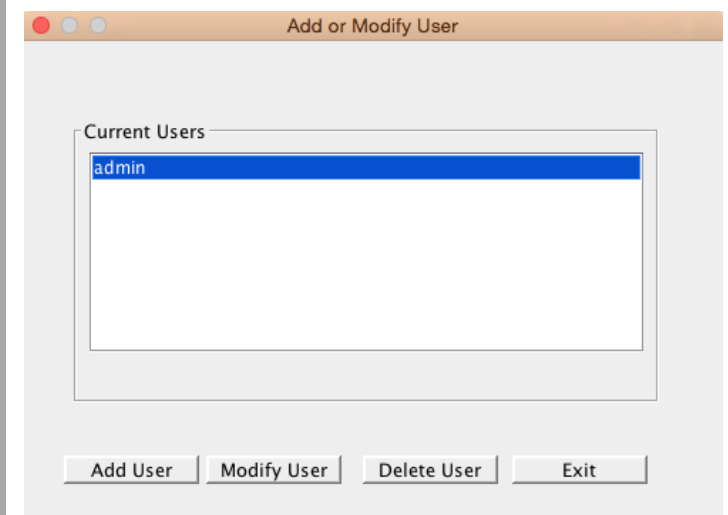 Add or Modify User
Current Users
admin
Add User Modify User Delete User Exit